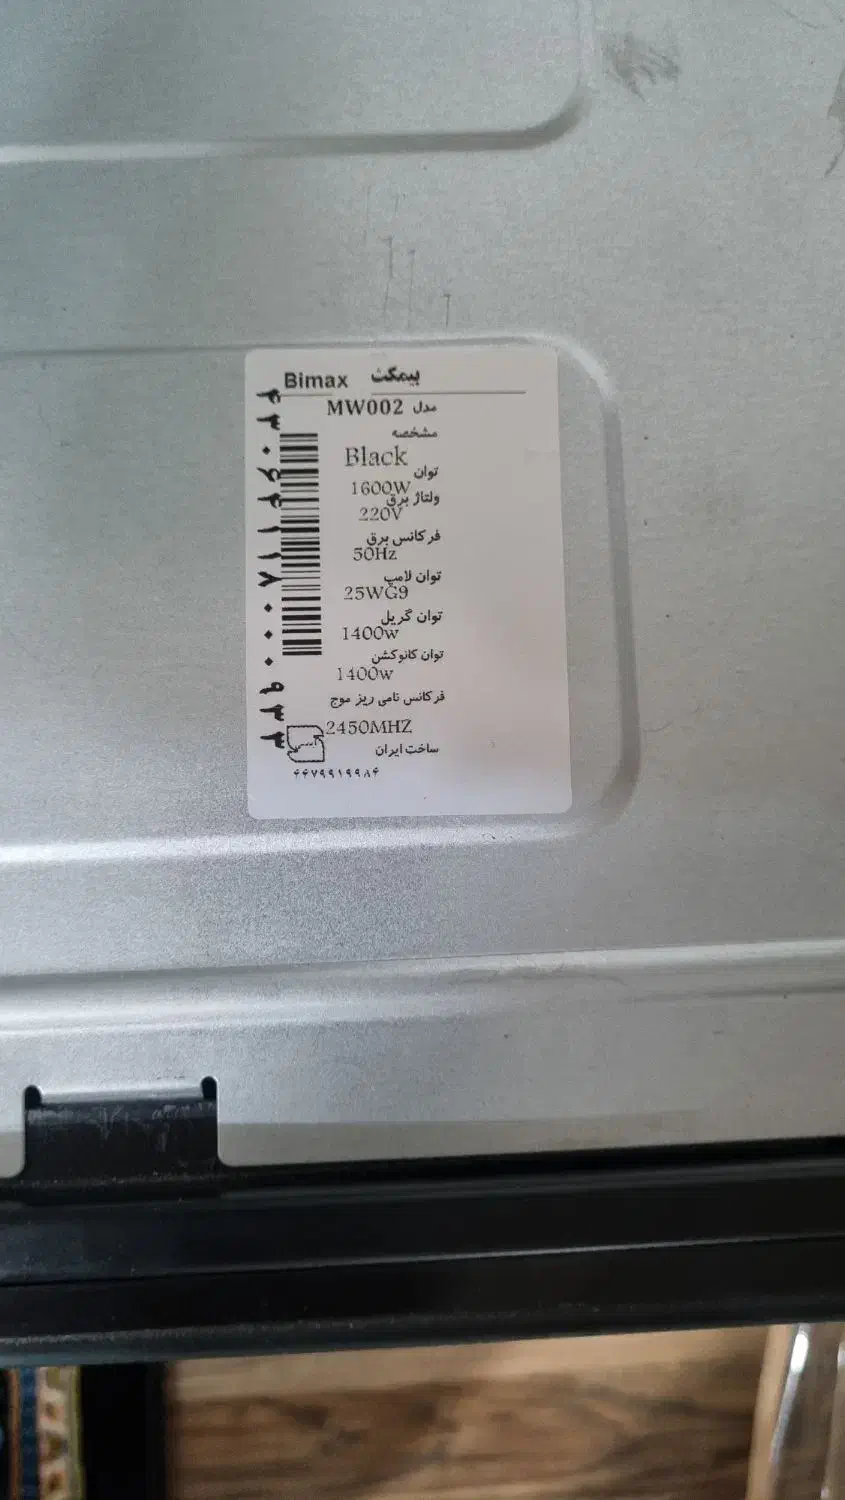 Bimax بیمکث
مدل MW002
مشخصه
Black
توان
1600W
ولتاژ برق
220V
فرکانس برق
50Hz
توان لامپ
25WG9
توان گریل
1400w
توان کانوکشن
1400w
فرکانس نامی ریز موج
2450MHZ
ساخت ایران
۶۶۷۹۹۱۹۹۸۶